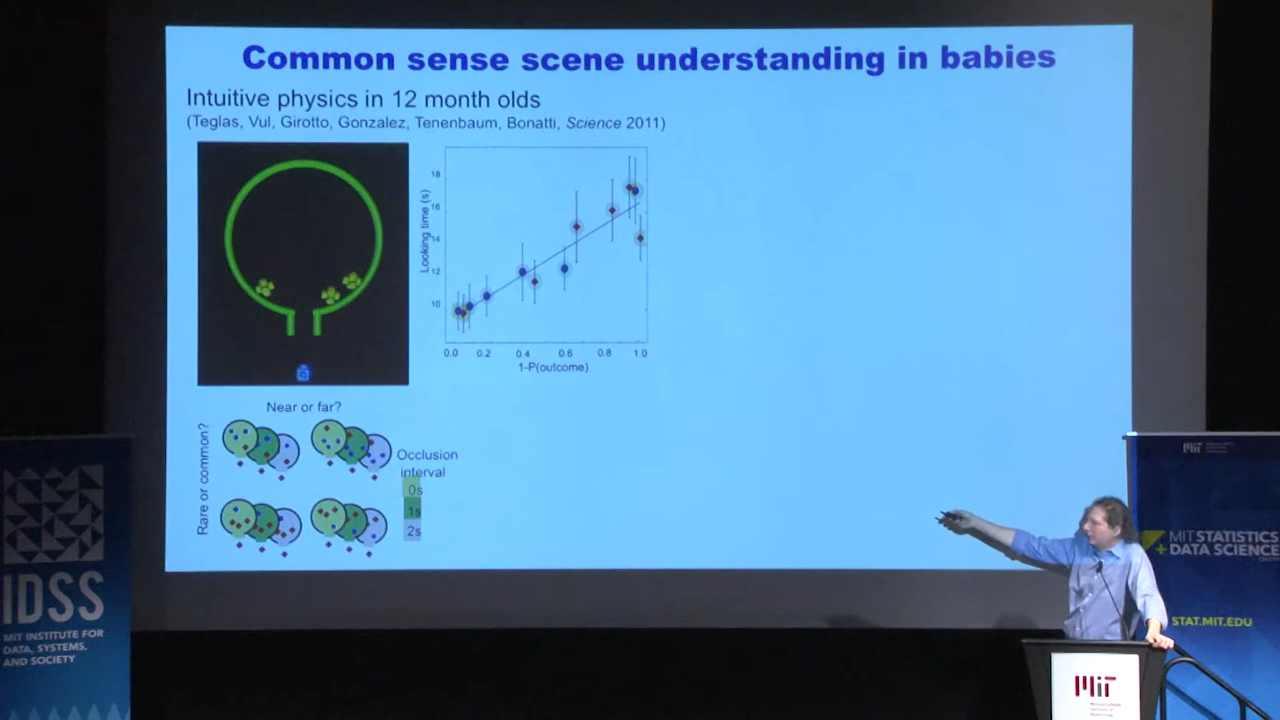 Common sense scene understanding in babies
Intuitive physics in 12 month olds
(Teglas, Vul, Girotto, Gonzalez, Tenenbaum, Bonatti, Science 2011)
Looking time (s)
18
16
14
12
10
0.0 0.2 0.4 0.6 0.8 1.0
1-P(outcome)
Near or far?
Rare or common?
Occlusion
interval
0s
1s
2s
IDSS
MIT INSTITUTE FOR
DATA, SYSTEMS,
AND SOCIETY
MIT
MIT STATISTICS
+ DATA SCIENCE
STAT.MIT.EDU
MIT